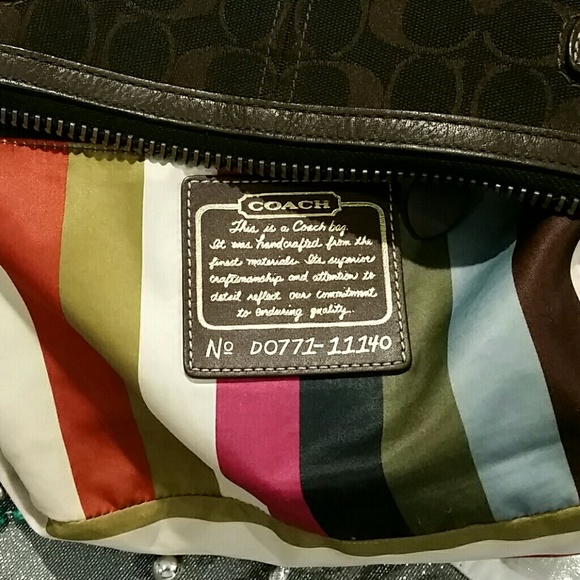 COACH
This is a Coach bag.
It was handcrafted from the
finest materials. Its superior
craftsmanship and attention to
detail reflect our commitment
to enduring quality.
No D0771-11140